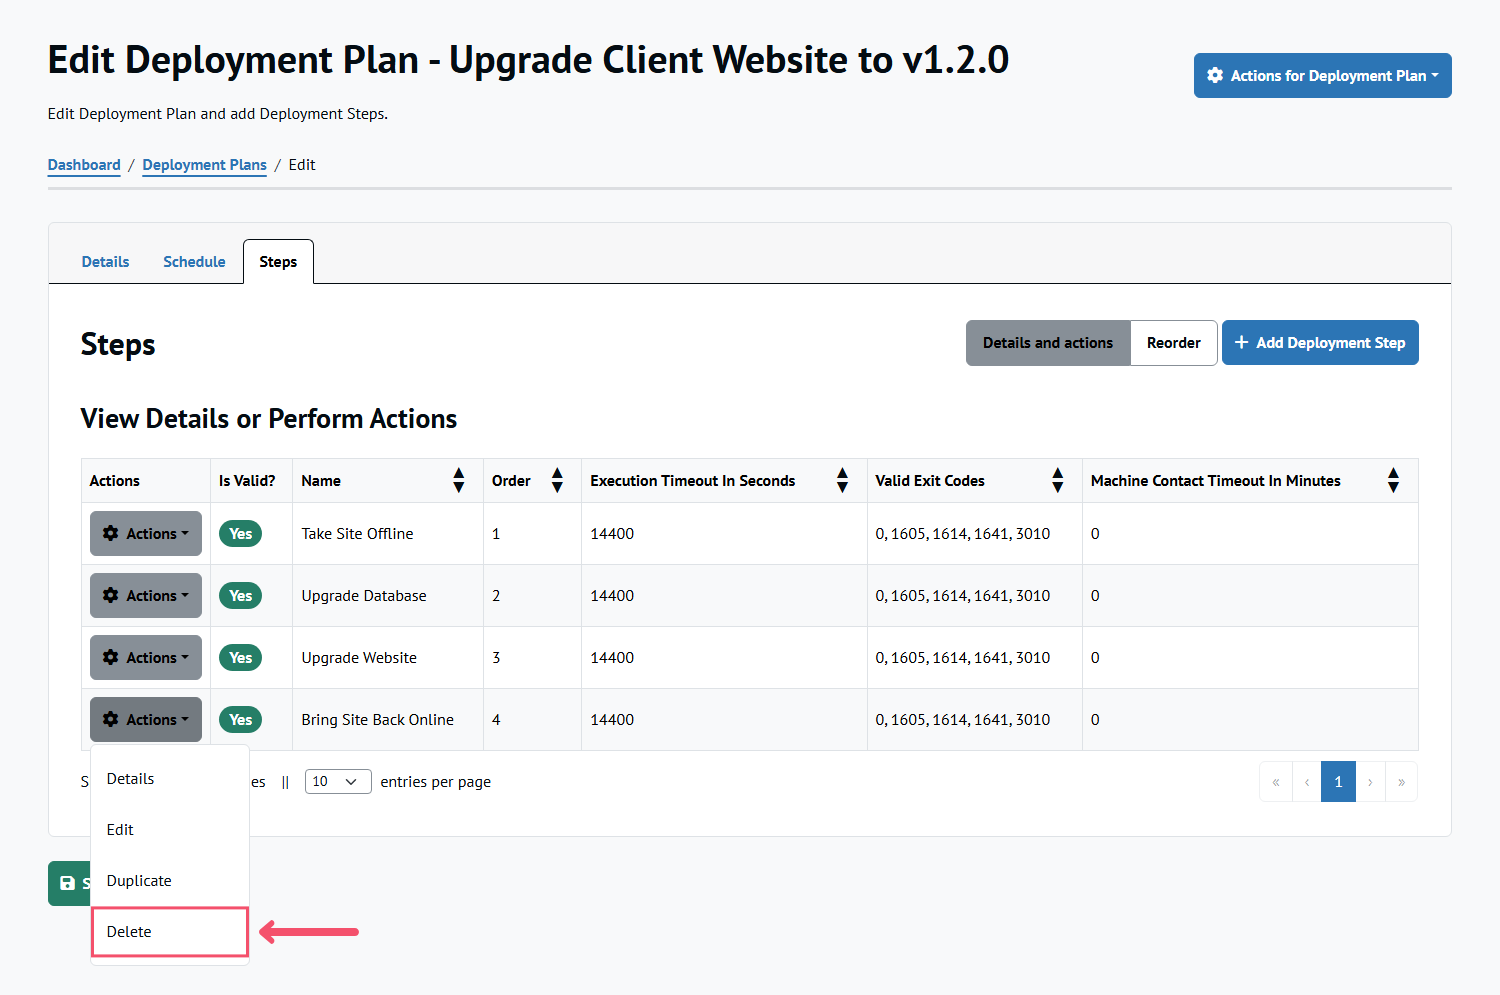 Edit Deployment Plan - Upgrade Client Website to v1.2.0
Actions for Deployment Plan
Edit Deployment Plan and add Deployment Steps.
Dashboard / Deployment Plans / Edit
Details Schedule Steps
Steps
Details and actions Reorder + Add Deployment Step
View Details or Perform Actions
Actions Is Valid? Name Order Execution Timeout In Seconds Valid Exit Codes Machine Contact Timeout In Minutes
Actions Yes Take Site Offline 1 14400 0, 1605, 1614, 1641, 3010 0
Actions Yes Upgrade Database 2 14400 0, 1605, 1614, 1641, 3010 0
Actions Yes Upgrade Website 3 14400 0, 1605, 1614, 1641, 3010 0
Actions Yes Bring Site Back Online 4 14400 0, 1605, 1614, 1641, 3010 0
|| 10 entries per page « ‹ 1 › »
Details
Edit
Duplicate
Delete